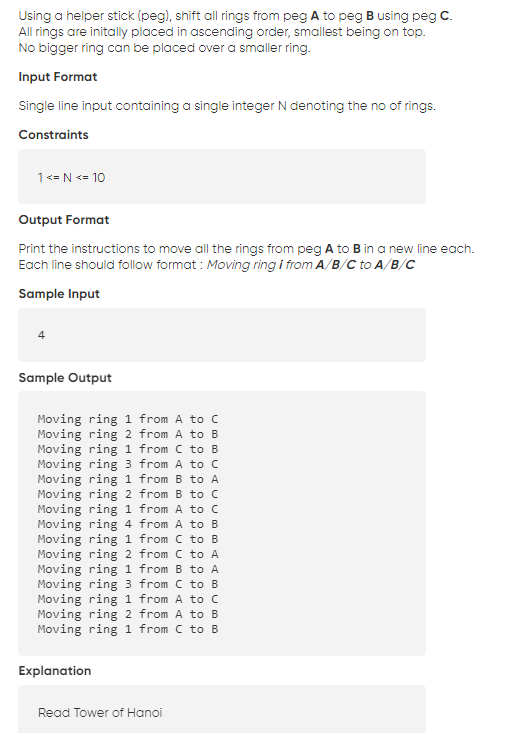 Using a helper stick (peg), shift all rings from peg A to peg B using peg C.
All rings are initally placed in ascending order, smallest being on top.
No bigger ring can be placed over a smaller ring.
Input Format
Single line input containing a single integer N denoting the no of rings.
Constraints
1 <= N <= 10
Output Format
Print the instructions to move all the rings from peg A to B in a new line each.
Each line should follow format : Moving ring i from A/B/C to A/B/C
Sample Input
4
Sample Output
Moving ring 1 from A to C
Moving ring 2 from A to B
Moving ring 1 from C to B
Moving ring 3 from A to C
Moving ring 1 from B to A
Moving ring 2 from B to C
Moving ring 1 from A to C
Moving ring 4 from A to B
Moving ring 1 from C to B
Moving ring 2 from C to A
Moving ring 1 from B to A
Moving ring 3 from C to B
Moving ring 1 from A to C
Moving ring 2 from A to B
Moving ring 1 from C to B
Explanation
Read Tower of Hanoi